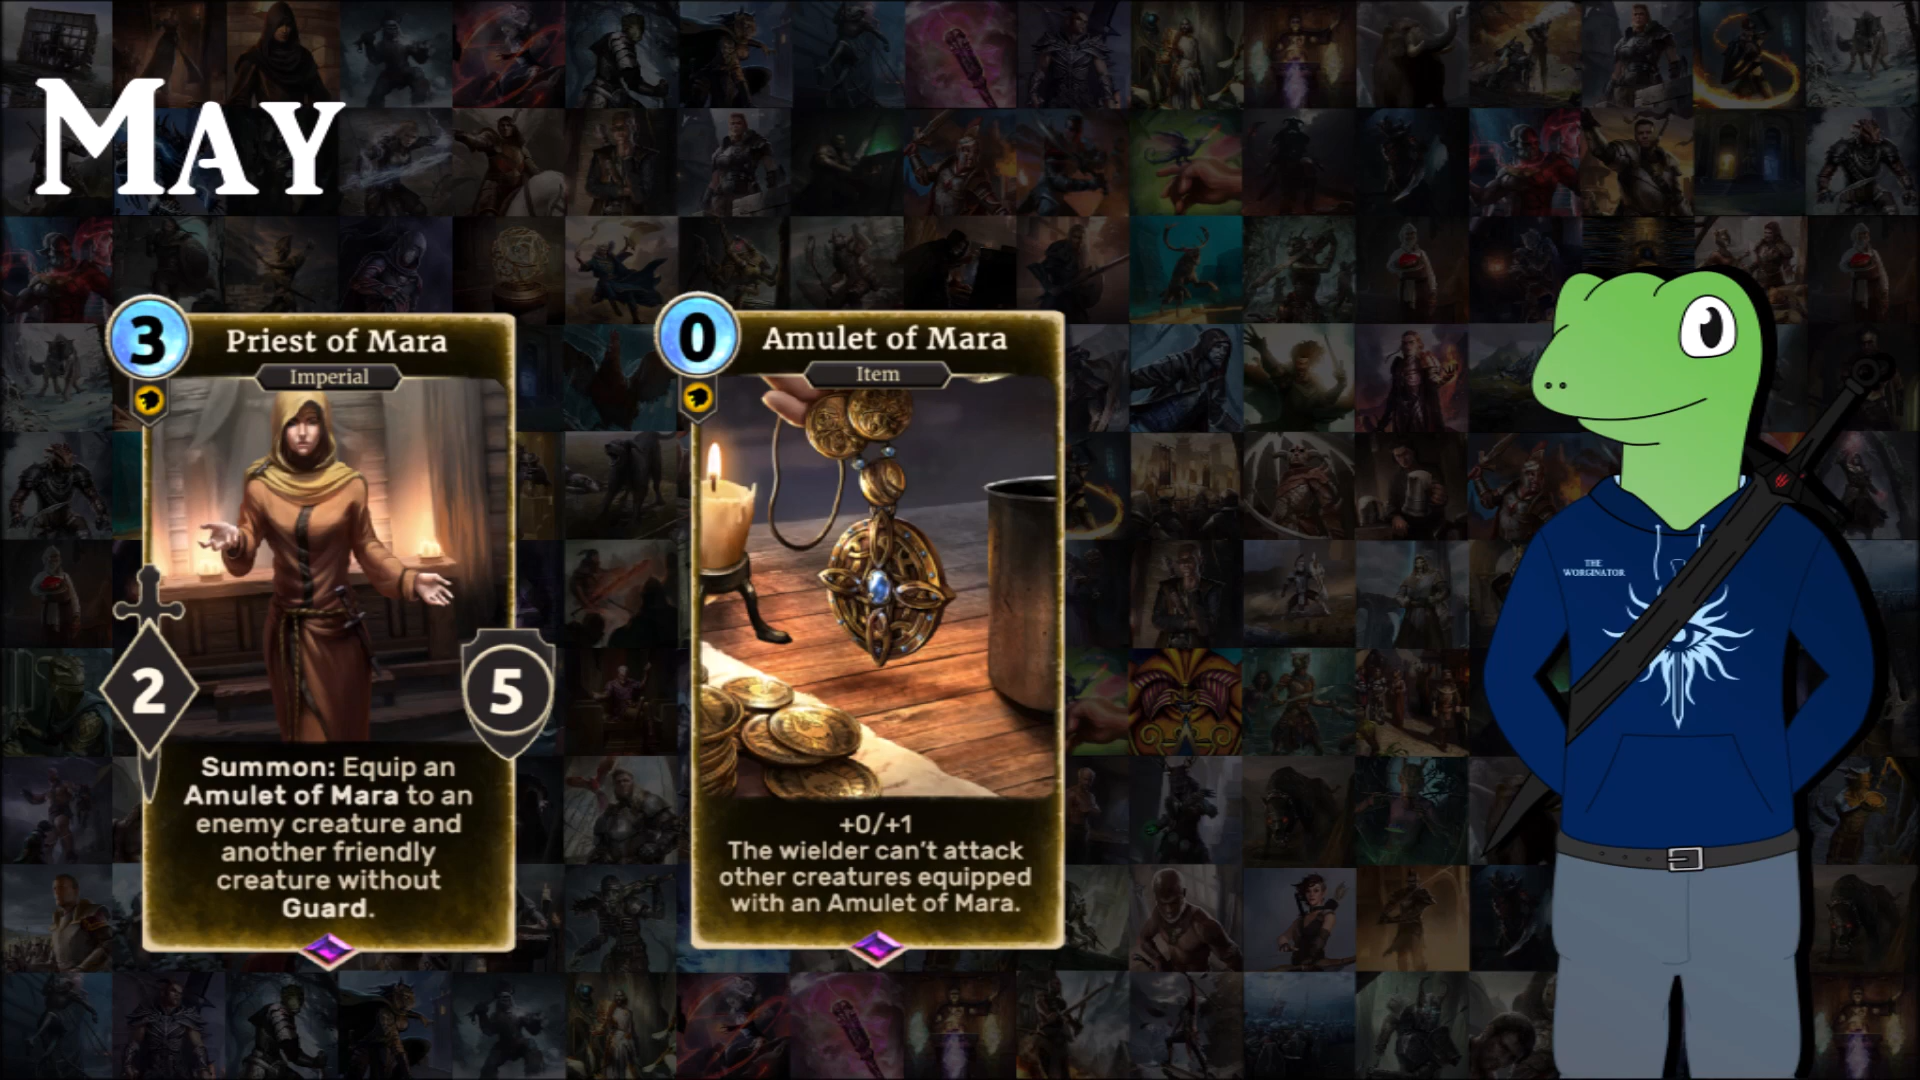 May
3
Priest of Mara
Imperial
2
5
Summon: Equip an
Amulet of Mara to an
enemy creature and
another friendly
creature without
Guard.
0
Amulet of Mara
Item
+0/+1
The wielder can't attack
other creatures equipped
with an Amulet of Mara.
THE
WORGINATOR